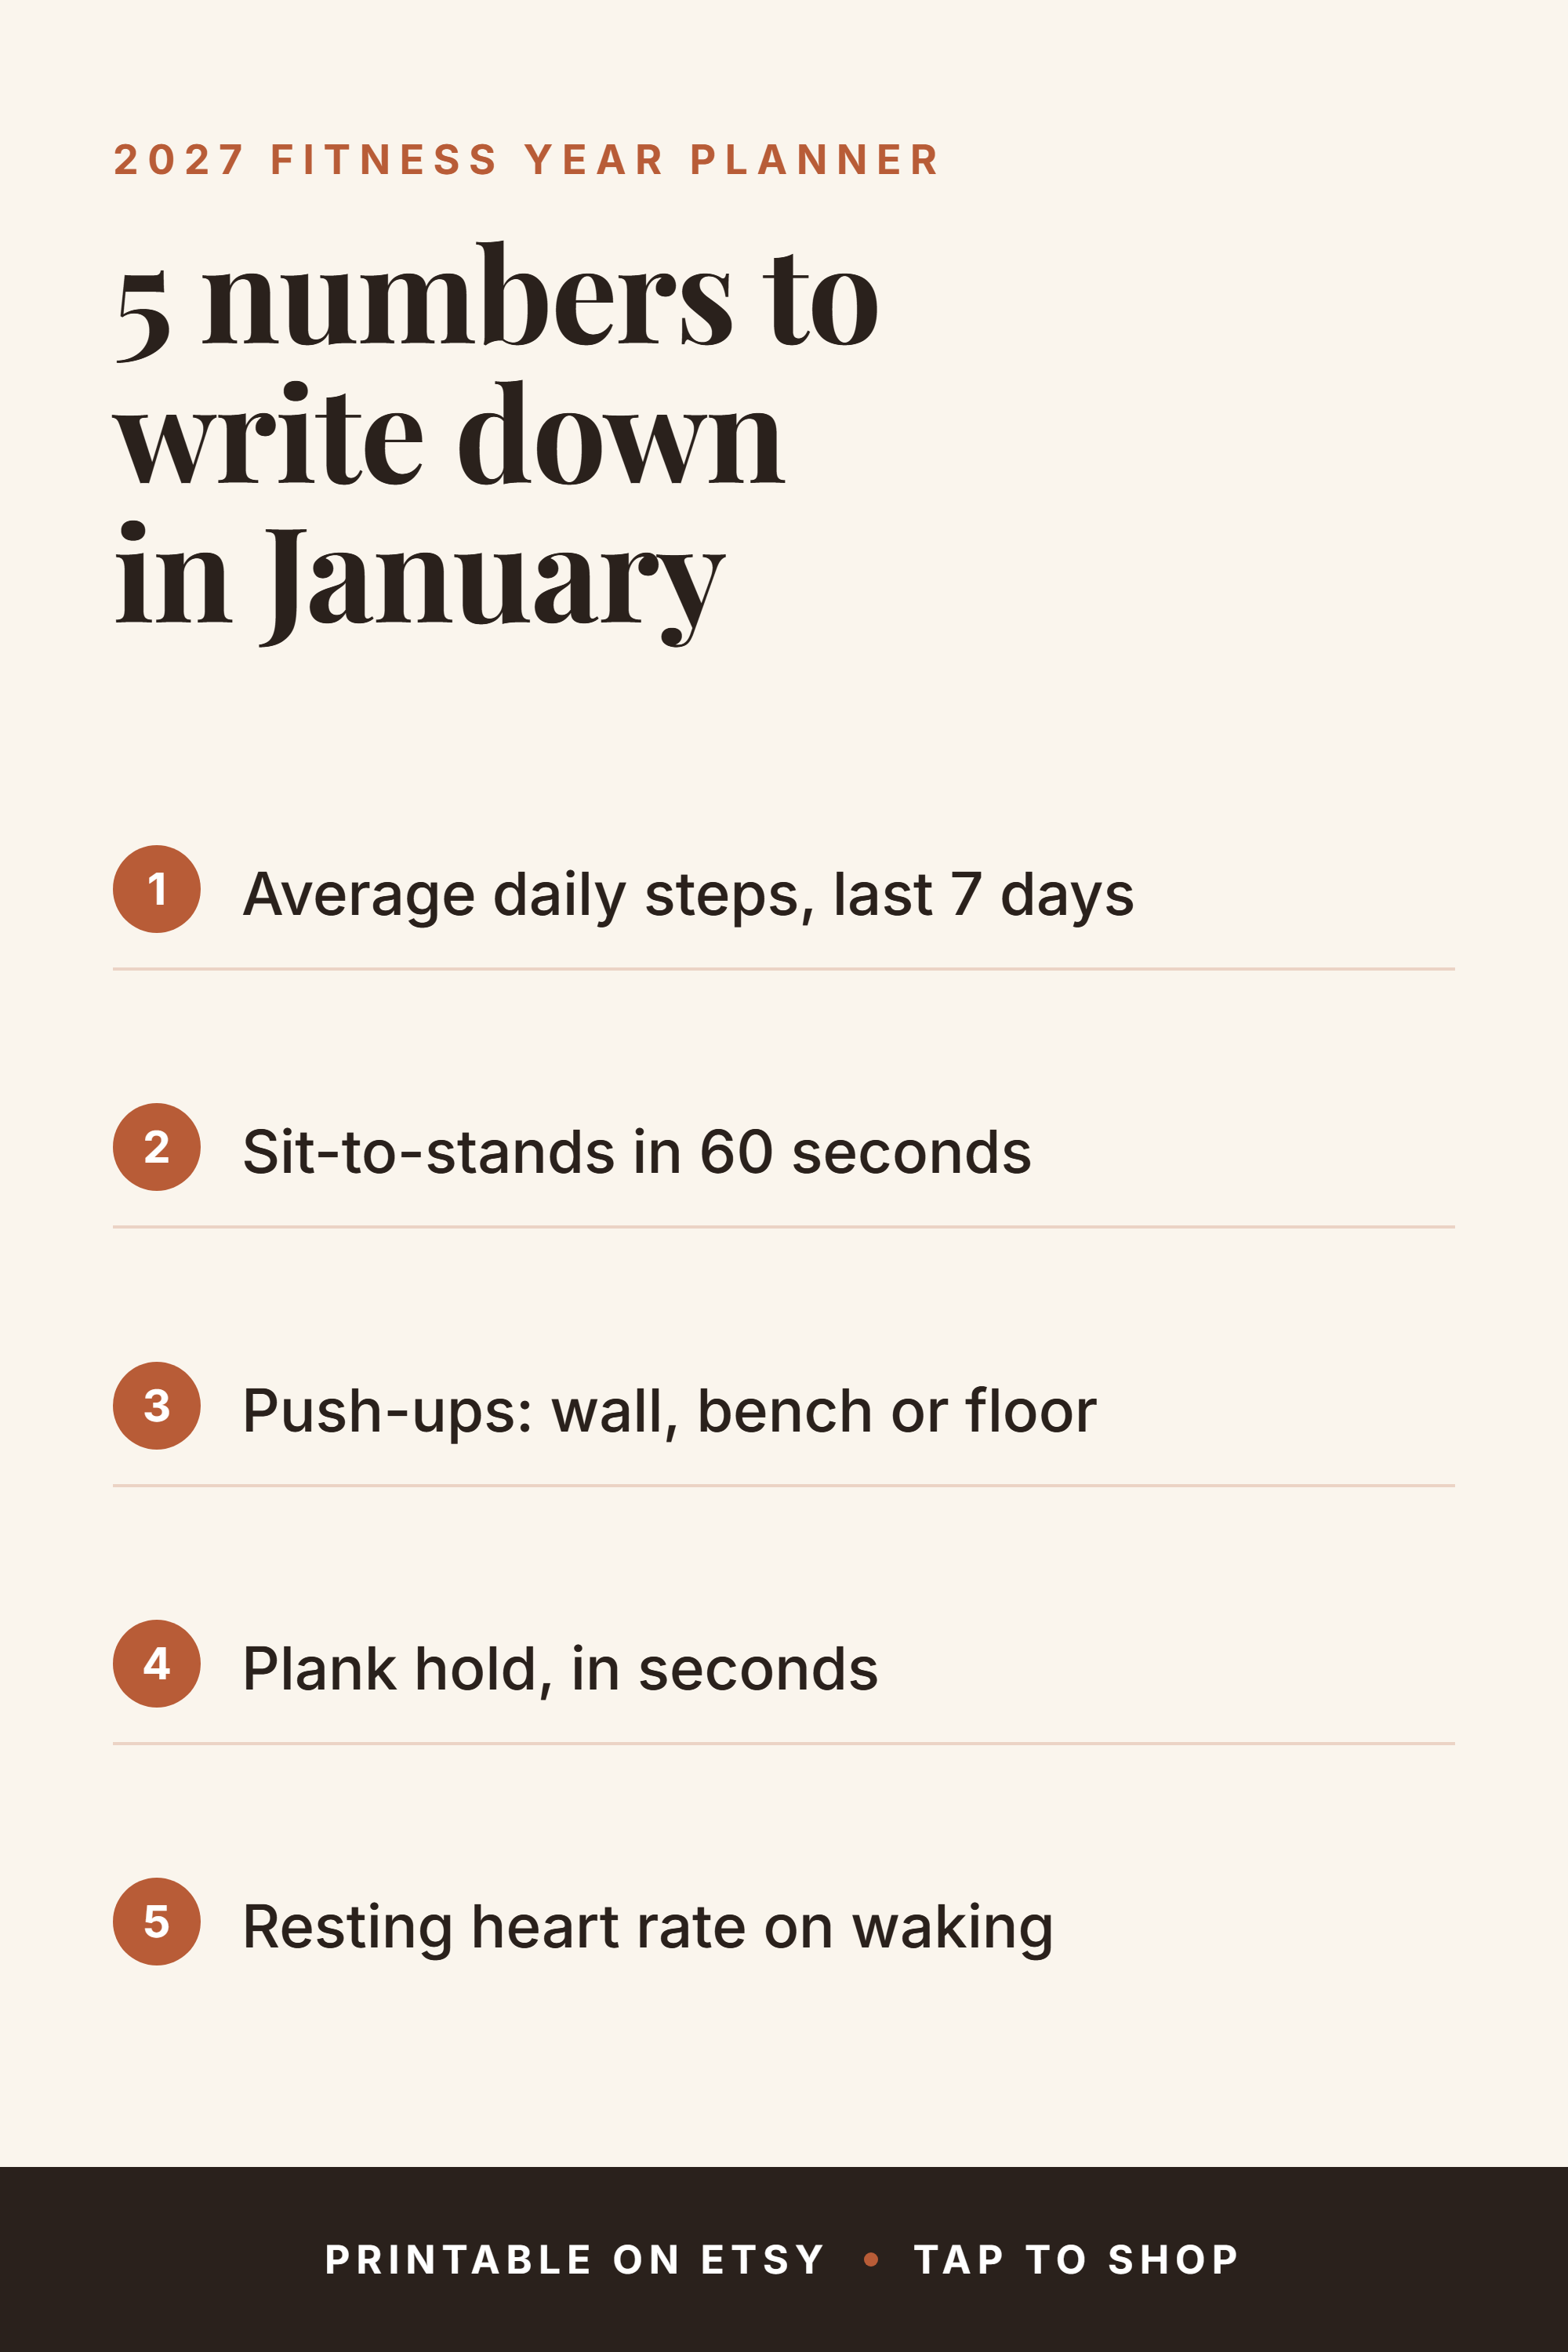 2027 FITNESS YEAR PLANNER
5 numbers to
write down
in January
1 Average daily steps, last 7 days
2 Sit-to-stands in 60 seconds
3 Push-ups: wall, bench or floor
4 Plank hold, in seconds
5 Resting heart rate on waking
PRINTABLE ON ETSY • TAP TO SHOP